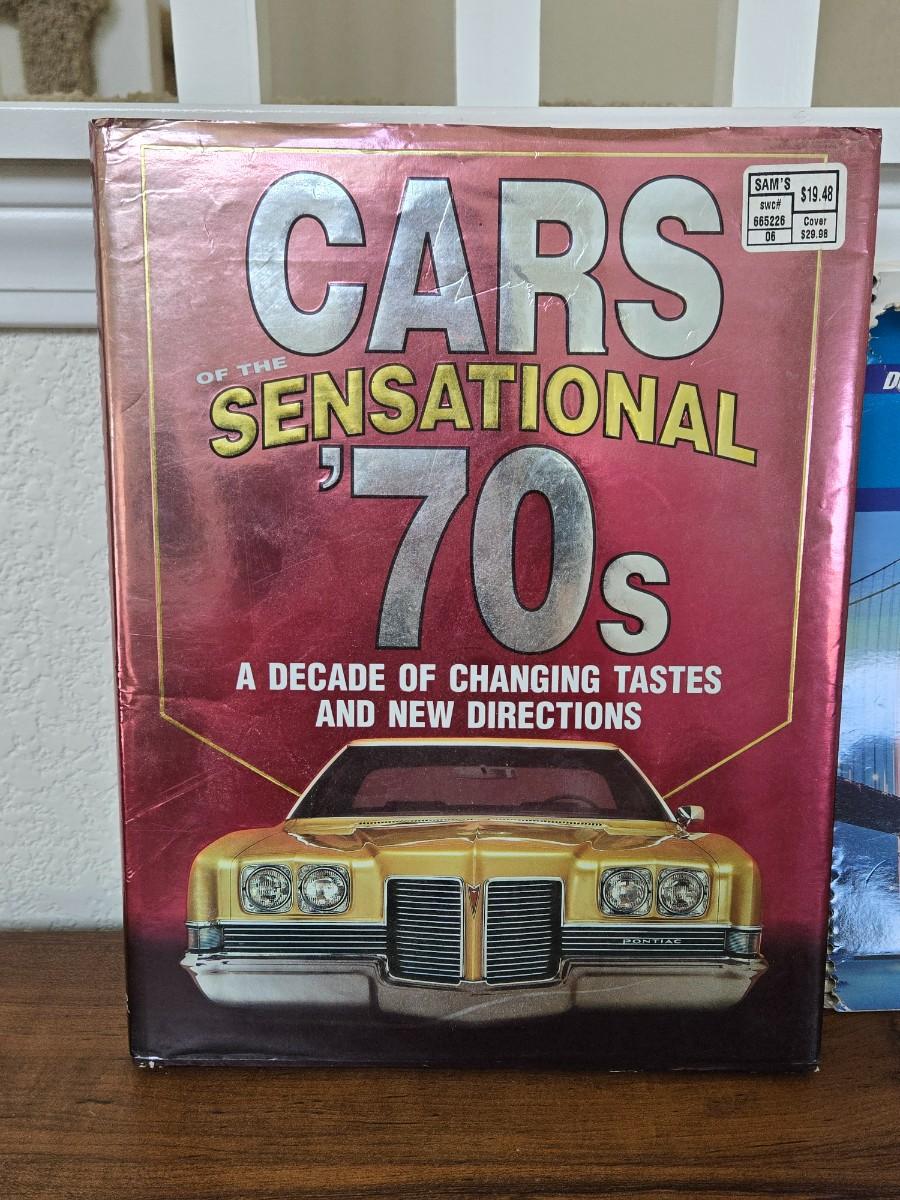 CARS
OF THE
SENSATIONAL
'70s
A DECADE OF CHANGING TASTES
AND NEW DIRECTIONS
PONTIAC
SAM'S
SWC#
665226
06
$19.48
Cover
$29.98